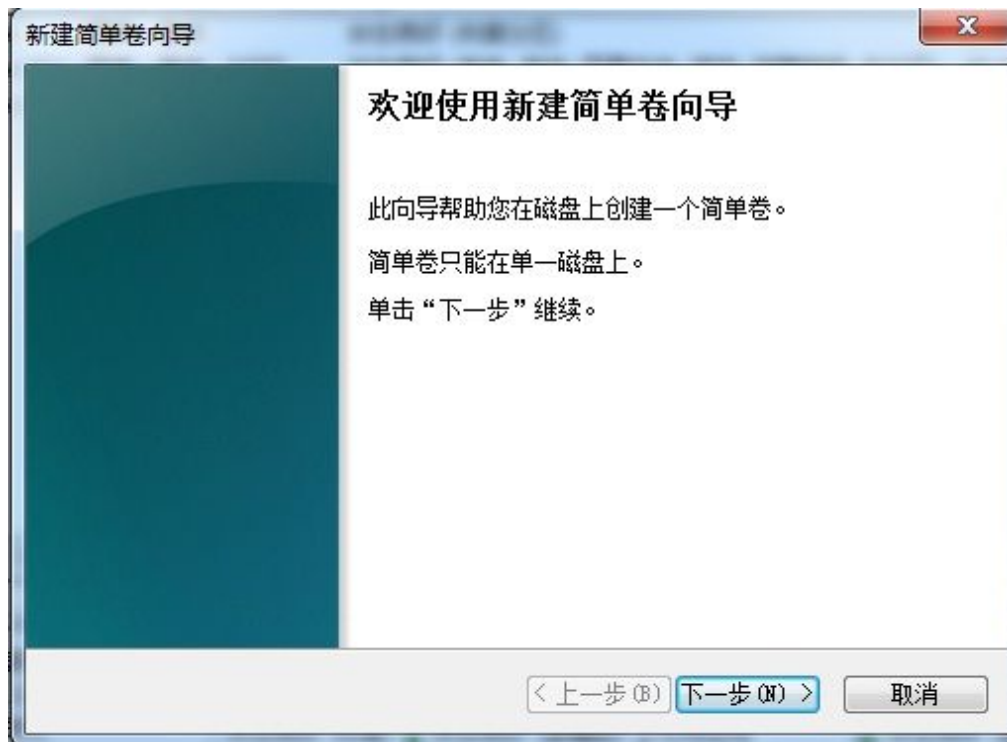 新建简单卷向导
欢迎使用新建简单卷向导
此向导帮助您在磁盘上创建一个简单卷。
简单卷只能在单一磁盘上。
单击“下一步”继续。
< 上一步(B) 下一步(N) > 取消